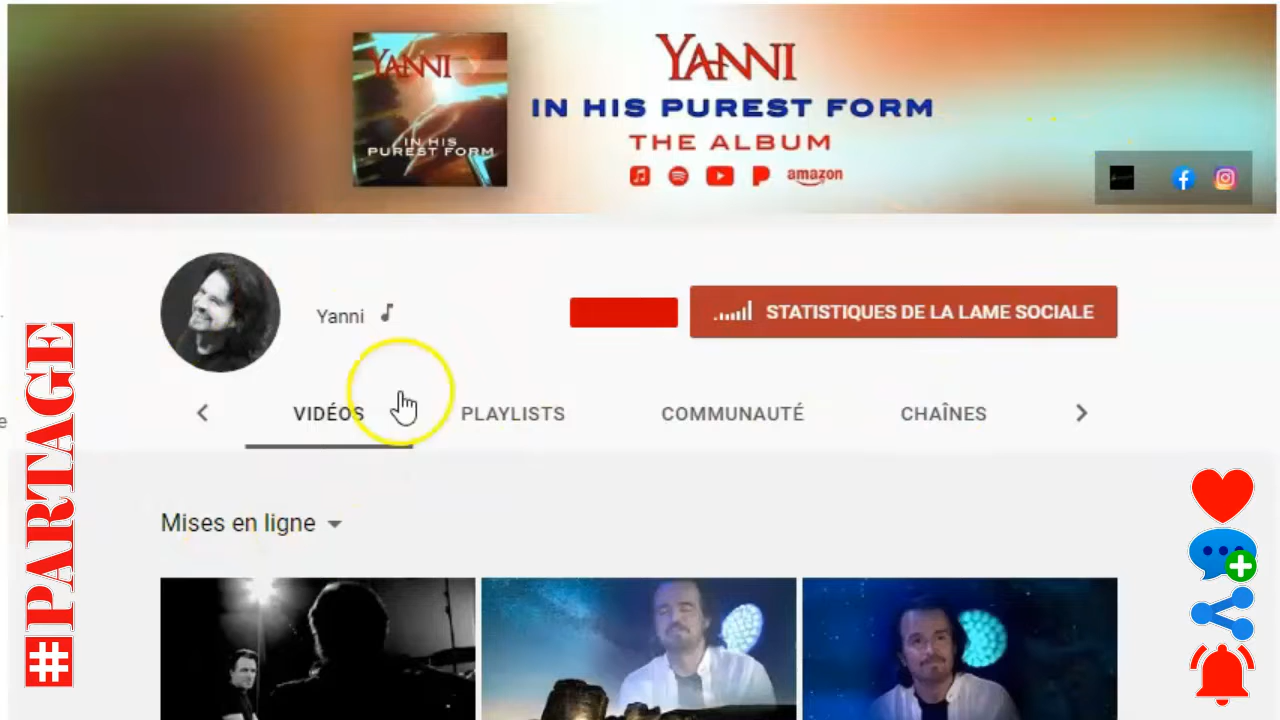 YANNI
IN HIS
PUREST FORM
YANNI
IN HIS PUREST FORM
THE ALBUM
amazon
Yanni
STATISTIQUES DE LA LAME SOCIALE
VIDÉOS
PLAYLISTS
COMMUNAUTÉ
CHAÎNES
Mises en ligne
#PARTAGE
e